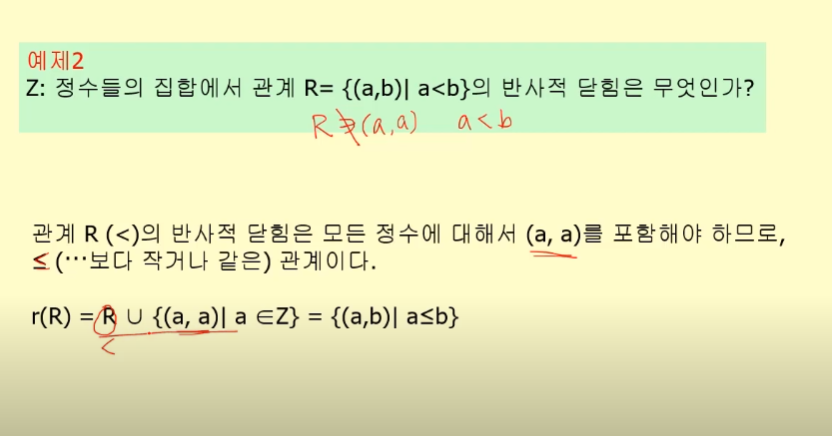 예제2
Z: 정수들의 집합에서 관계 R= {(a,b)| a<b}의 반사적 닫힘은 무엇인가?
R∌(a,a) a<b
관계 R (<)의 반사적 닫힘은 모든 정수에 대해서 (a, a)를 포함해야 하므로,
≤ (…보다 작거나 같은) 관계이다.
r(R) = R ∪ {(a, a)| a ∈Z} = {(a,b)| a≤b}
<